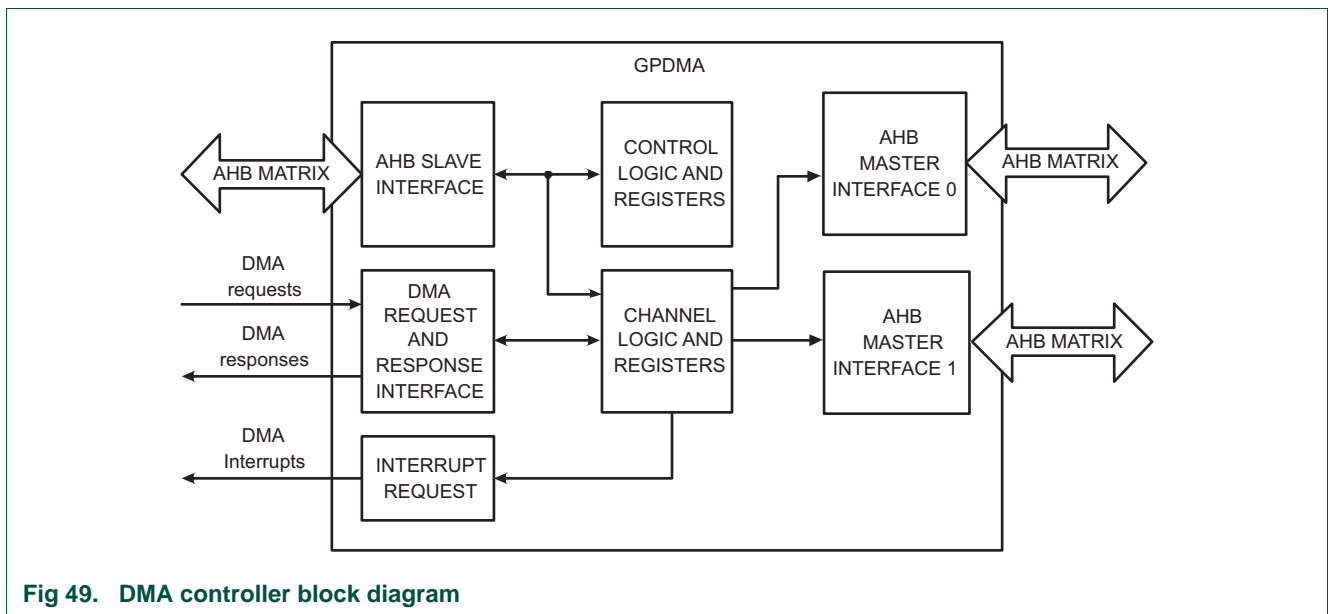 GPDMA
AHB MATRIX
AHB SLAVE
INTERFACE
CONTROL
LOGIC AND
REGISTERS
AHB
MASTER
INTERFACE 0
AHB MATRIX
DMA
requests
DMA
responses
DMA
REQUEST
AND
RESPONSE
INTERFACE
CHANNEL
LOGIC AND
REGISTERS
AHB
MASTER
INTERFACE 1
AHB MATRIX
DMA
Interrupts
INTERRUPT
REQUEST
Fig 49. DMA controller block diagram